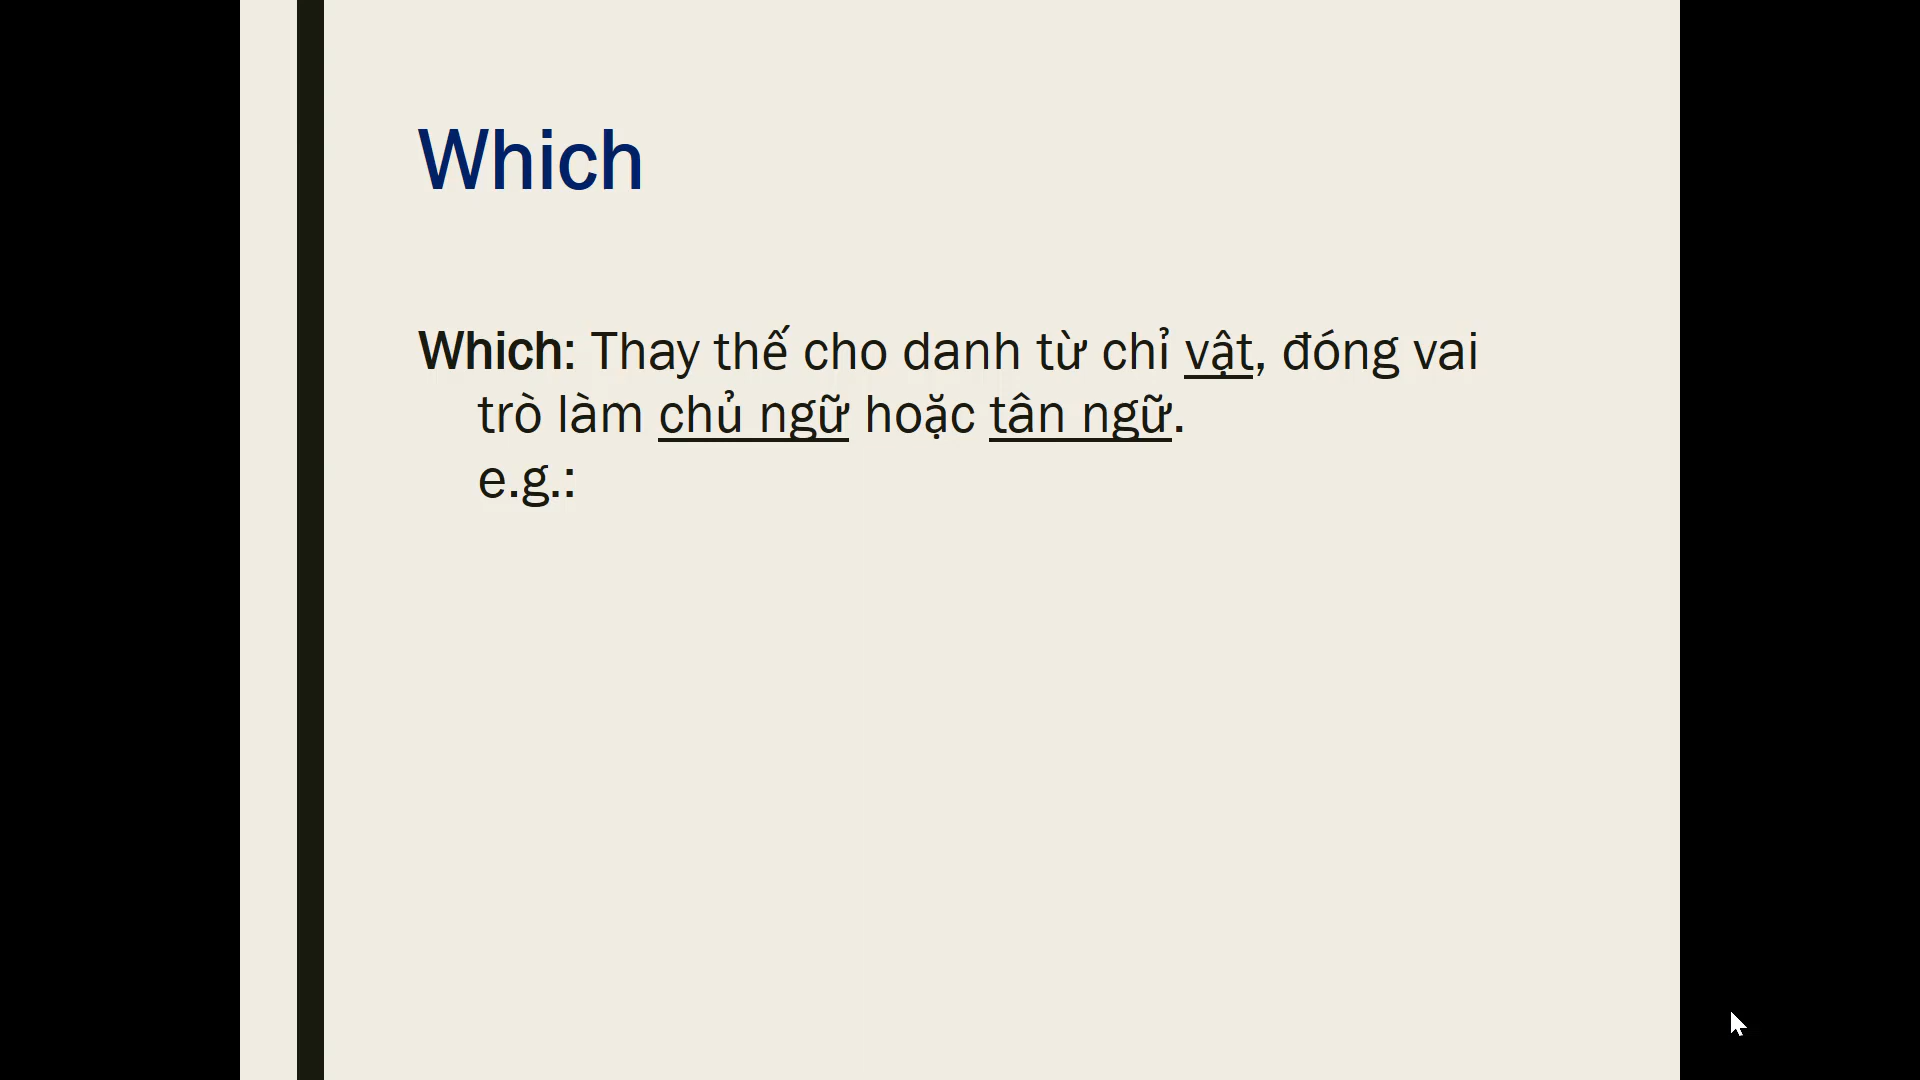 Which
Which: Thay thế cho danh từ chỉ vật, đóng vai
trò làm chủ ngữ hoặc tân ngữ.
e.g.: